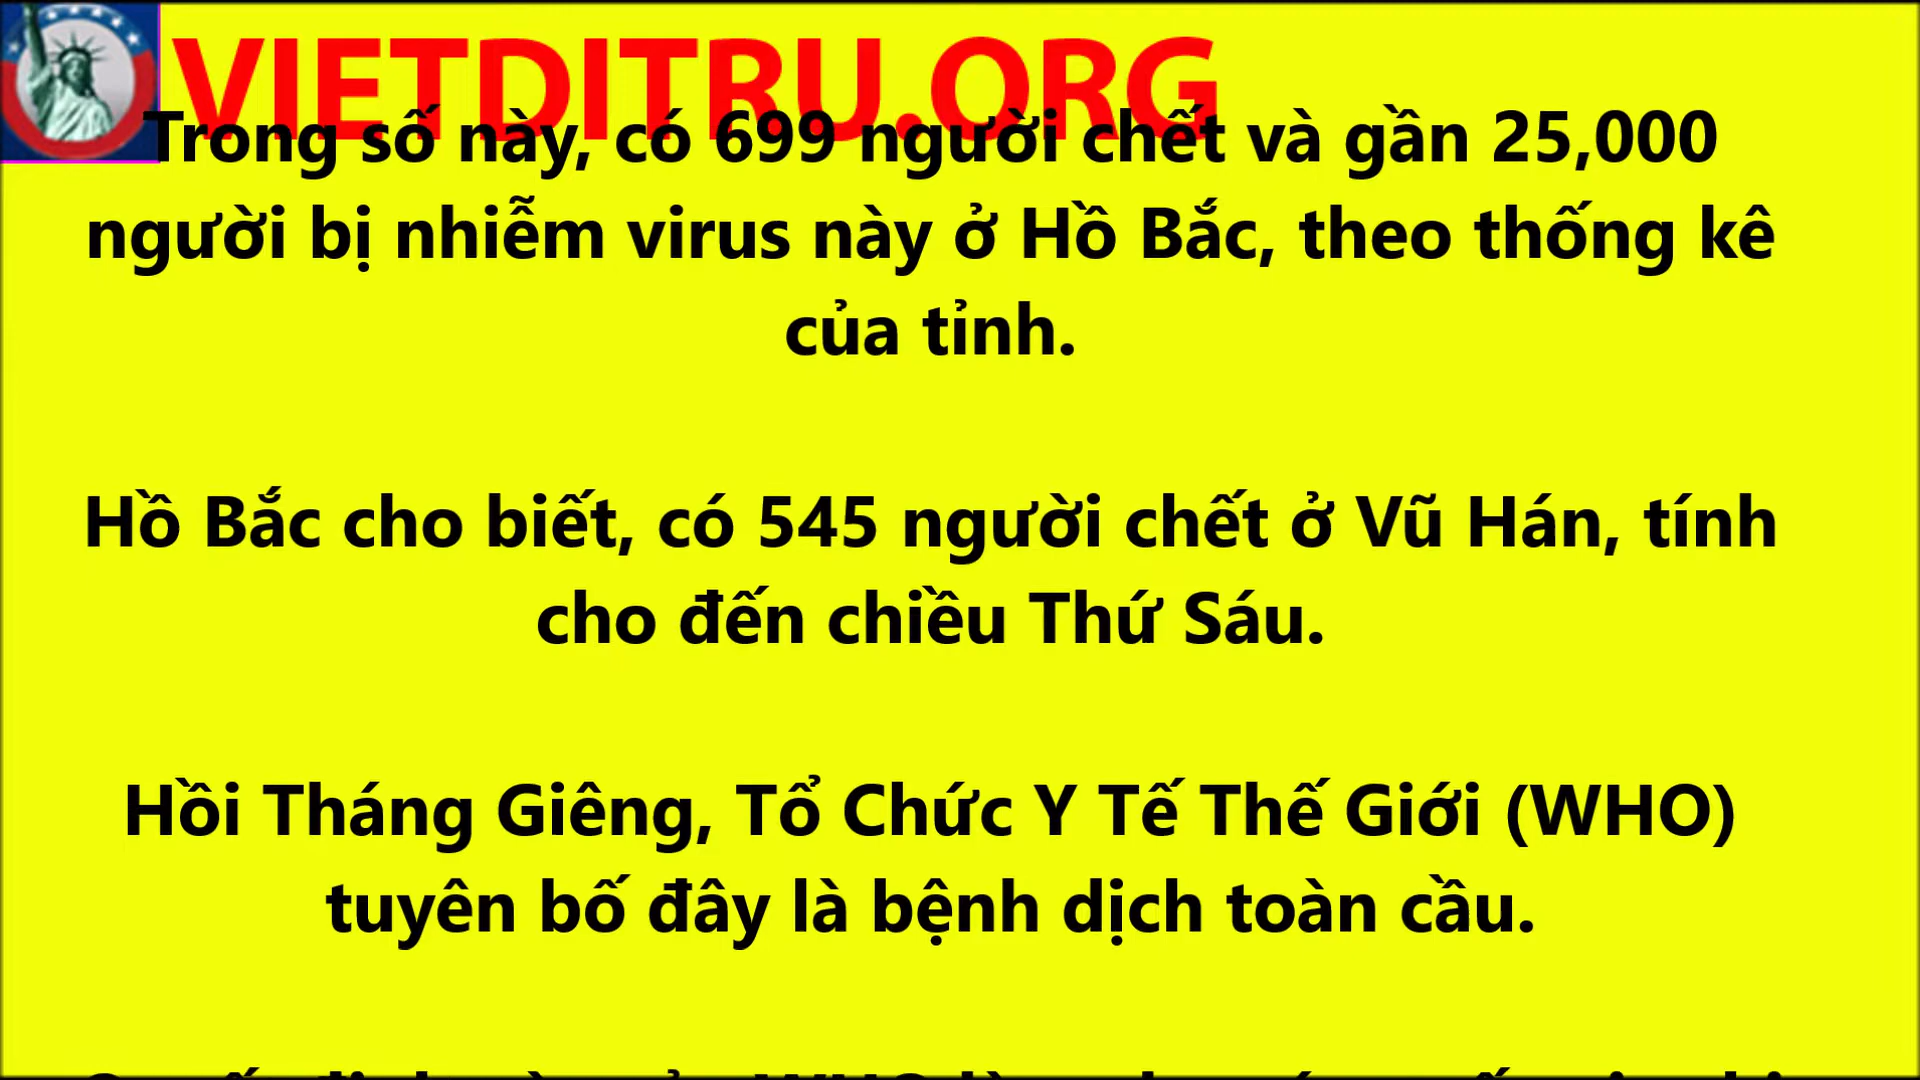 VIETDITRU.ORG
Trong số này, có 699 người chết và gần 25,000
người bị nhiễm virus này ở Hồ Bắc, theo thống kê
của tỉnh.
Hồ Bắc cho biết, có 545 người chết ở Vũ Hán, tính
cho đến chiều Thứ Sáu.
Hồi Tháng Giêng, Tổ Chức Y Tế Thế Giới (WHO)
tuyên bố đây là bệnh dịch toàn cầu.